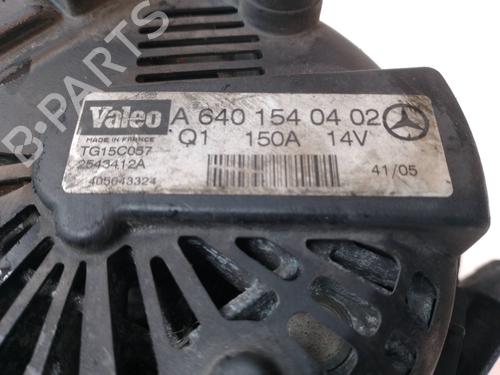 B-PARTS
Valeo A 640 154 04 02
MADE IN FRANCE Q1 150A 14V
TG15C057
2543412A
405643324 41/05